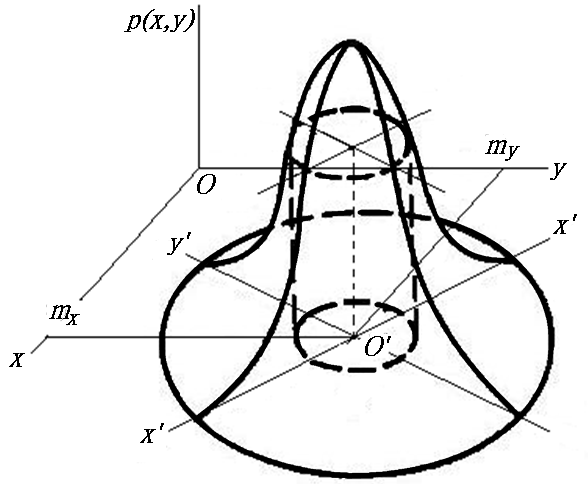 p(x,y)
O
m_y
y
x′
y′
m_x
x
O′
x′